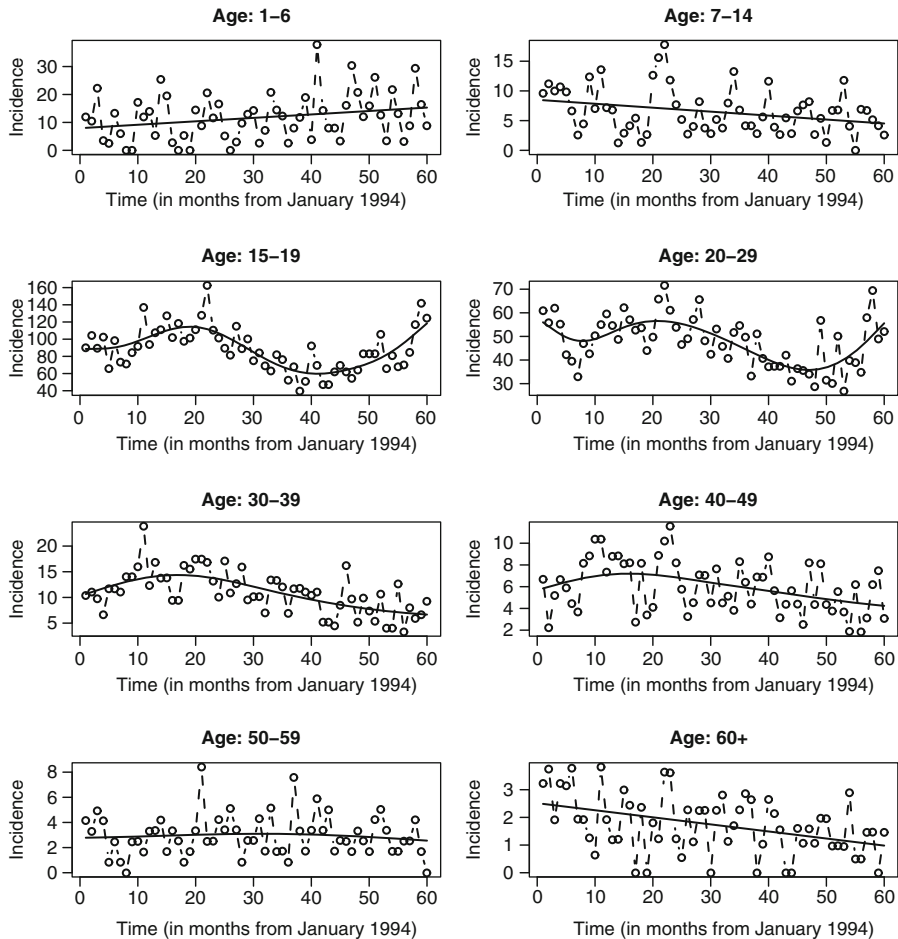 Age: 1–6
Incidence
30
20
10
0
0 10 20 30 40 50 60
Time (in months from January 1994)
Age: 7–14
Incidence
15
10
5
0
0 10 20 30 40 50 60
Time (in months from January 1994)
Age: 15–19
Incidence
160
140
120
100
80
60
40
0 10 20 30 40 50 60
Time (in months from January 1994)
Age: 20–29
Incidence
70
60
50
40
30
0 10 20 30 40 50 60
Time (in months from January 1994)
Age: 30–39
Incidence
20
15
10
5
0 10 20 30 40 50 60
Time (in months from January 1994)
Age: 40–49
Incidence
10
8
6
4
2
0 10 20 30 40 50 60
Time (in months from January 1994)
Age: 50–59
Incidence
8
6
4
2
0
0 10 20 30 40 50 60
Time (in months from January 1994)
Age: 60+
Incidence
3
2
1
0
0 10 20 30 40 50 60
Time (in months from January 1994)